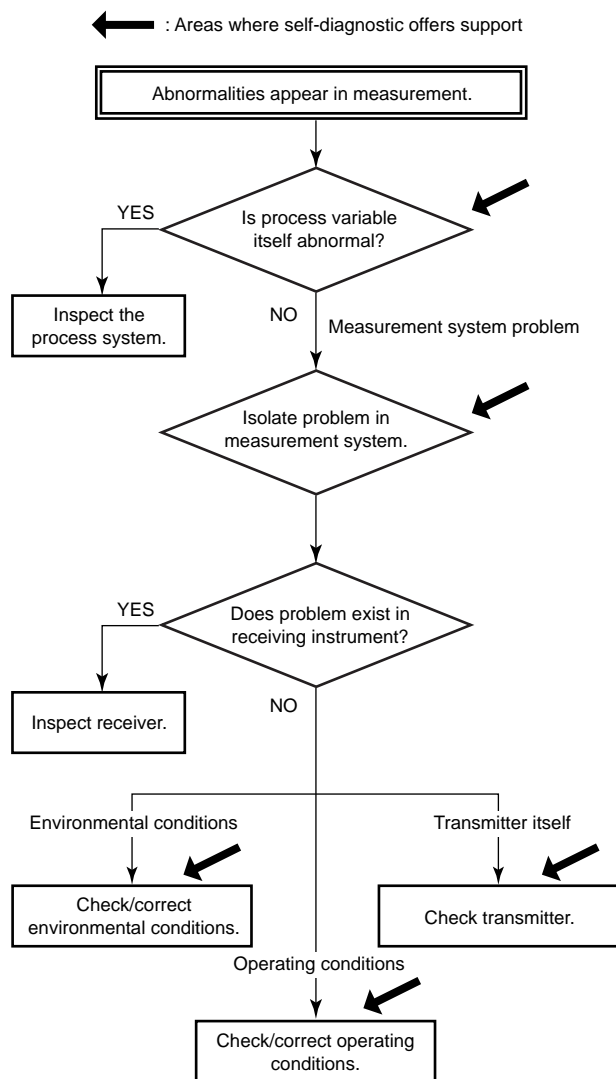 : Areas where self-diagnostic offers support
Abnormalities appear in measurement.
YES
Is process variable
itself abnormal?
Inspect the
process system.
NO
Measurement system problem
Isolate problem in
measurement system.
YES
Does problem exist in
receiving instrument?
Inspect receiver.
NO
Environmental conditions
Transmitter itself
Check/correct
environmental conditions.
Check transmitter.
Operating conditions
Check/correct operating
conditions.